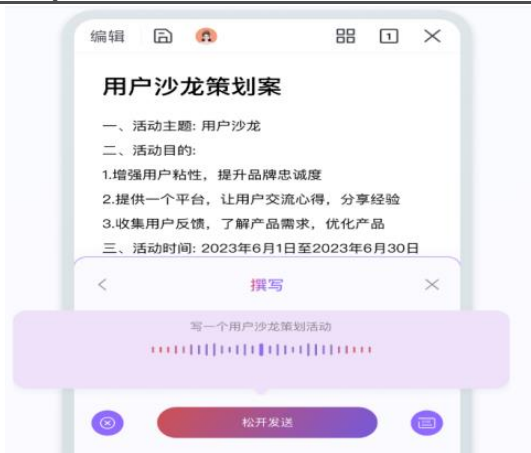 编辑
1
用户沙龙策划案
一、活动主题: 用户沙龙
二、活动目的:
1.增强用户粘性，提升品牌忠诚度
2.提供一个平台，让用户交流心得，分享经验
3.收集用户反馈，了解产品需求，优化产品
三、活动时间: 2023年6月1日至2023年6月30日
撰写
写一个用户沙龙策划活动
松开发送